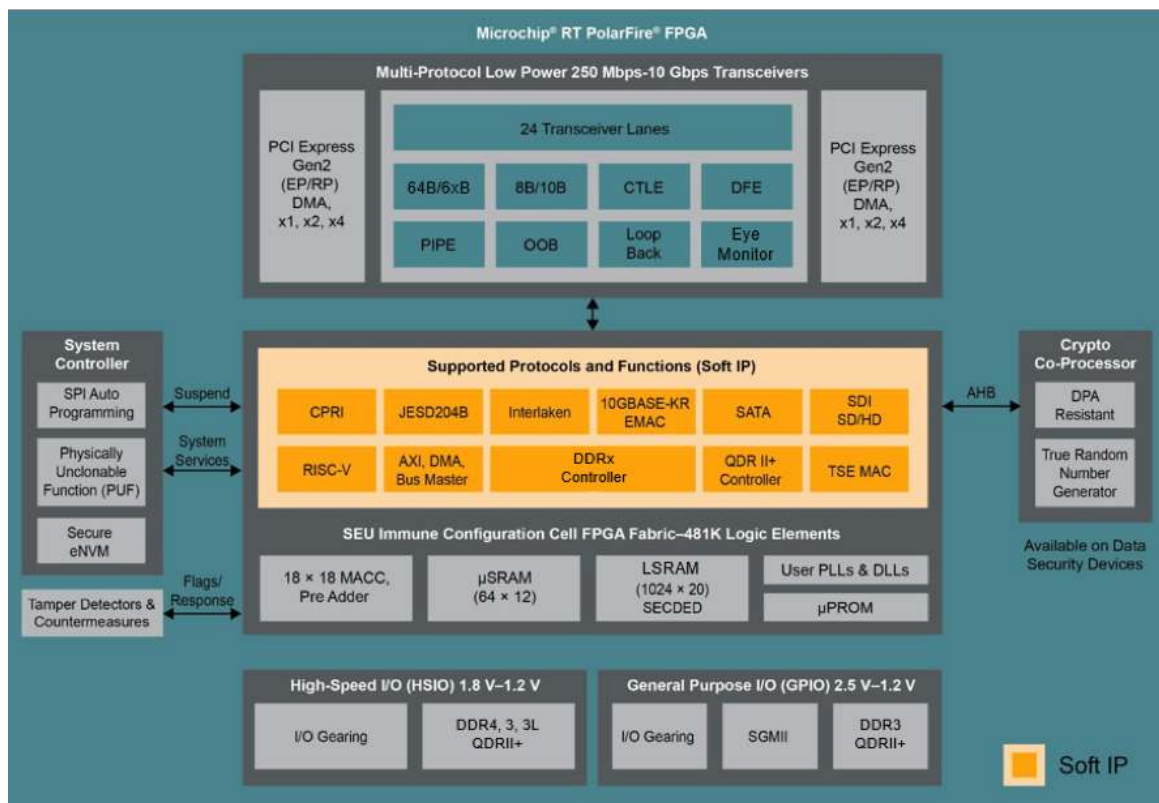 Microchip® RT PolarFire® FPGA
Multi-Protocol Low Power 250 Mbps-10 Gbps Transceivers
PCI Express
Gen2
(EP/RP)
DMA,
x1, x2, x4
24 Transceiver Lanes
64B/6xB
8B/10B
CTLE
DFE
PIPE
OOB
Loop
Back
Eye
Monitor
PCI Express
Gen2
(EP/RP)
DMA,
x1, x2, x4
System
Controller
SPI Auto
Programming
Physically
Unclonable
Function (PUF)
Secure
eNVM
Tamper Detectors &
Countermeasures
Suspend
System
Services
Flags/
Response
Supported Protocols and Functions (Soft IP)
CPRI
JESD204B
Interlaken
10GBASE-KR
EMAC
SATA
SDI
SD/HD
RISC-V
AXI, DMA,
Bus Master
DDRx
Controller
QDR II+
Controller
TSE MAC
SEU Immune Configuration Cell FPGA Fabric–481K Logic Elements
18 × 18 MACC,
Pre Adder
µSRAM
(64 × 12)
LSRAM
(1024 × 20)
SECDED
User PLLs & DLLs
µPROM
AHB
Crypto
Co-Processor
DPA
Resistant
True Random
Number
Generator
Available on Data
Security Devices
High-Speed I/O (HSIO) 1.8 V–1.2 V
I/O Gearing
DDR4, 3, 3L
QDRII+
General Purpose I/O (GPIO) 2.5 V–1.2 V
I/O Gearing
SGMII
DDR3
QDRII+
Soft IP